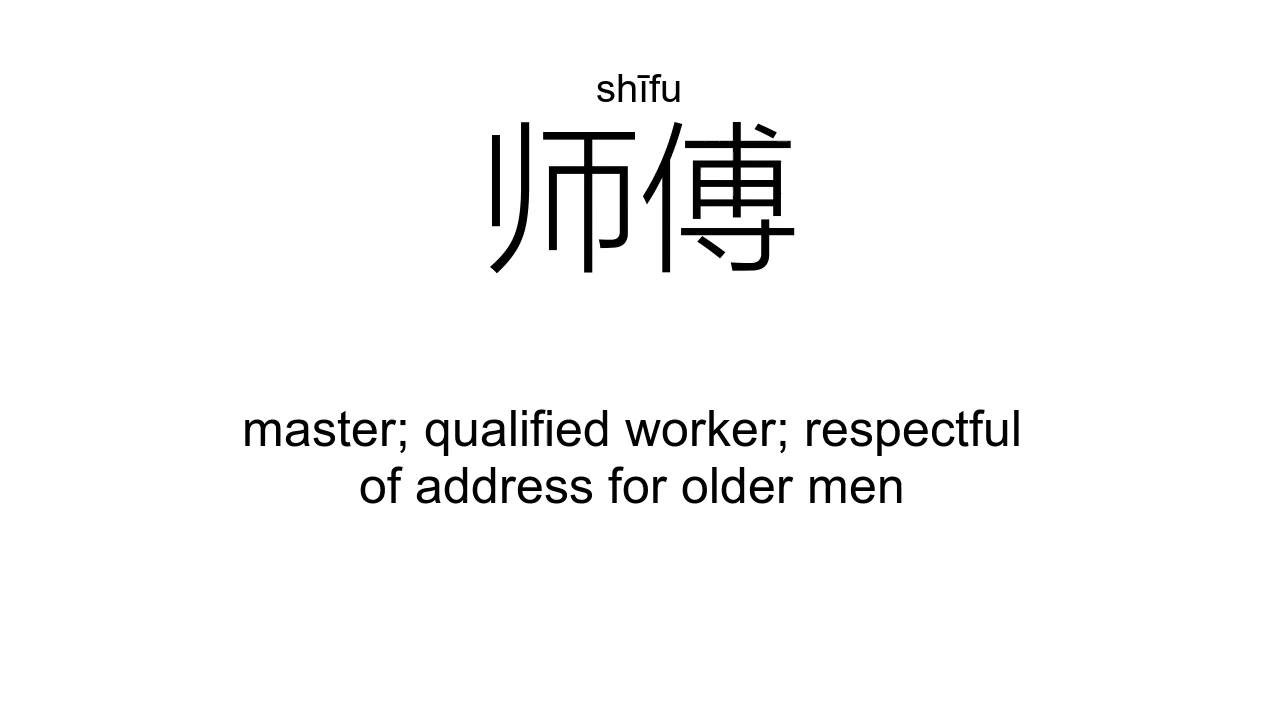 shīfu
师傅
master; qualified worker; respectful
of address for older men